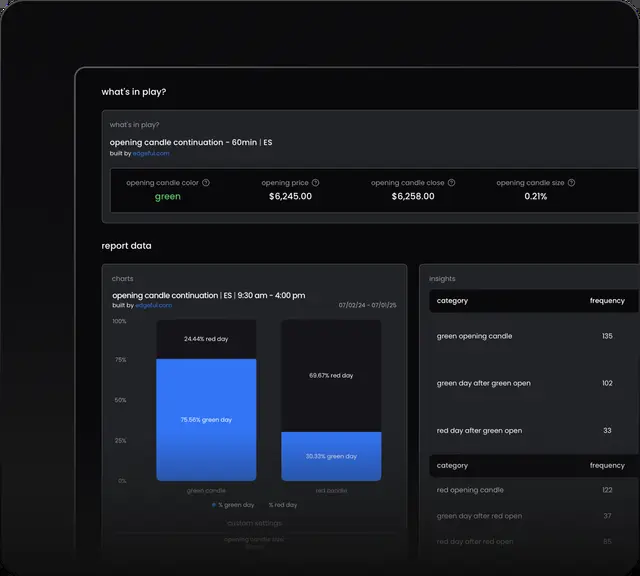 what's in play?
what's in play?
opening candle continuation - 60min | ES
built by edgeful.com
opening candle color ? opening price ? opening candle close ? opening candle size ?
green $6,245.00 $6,258.00 0.21%
report data
charts
opening candle continuation | ES | 9:30 am - 4:00 pm
built by edgeful.com 07/02/24 - 07/01/25
100%
75%
50%
25%
0%
24.44% red day
75.56% green day
69.67% red day
30.33% green day
green candle red candle
% green day % red day
custom settings
opening candle size
insights
category frequency
green opening candle 135
green day after green open 102
red day after green open 33
category frequency
red opening candle 122
green day after red open 37
red day after red open 85